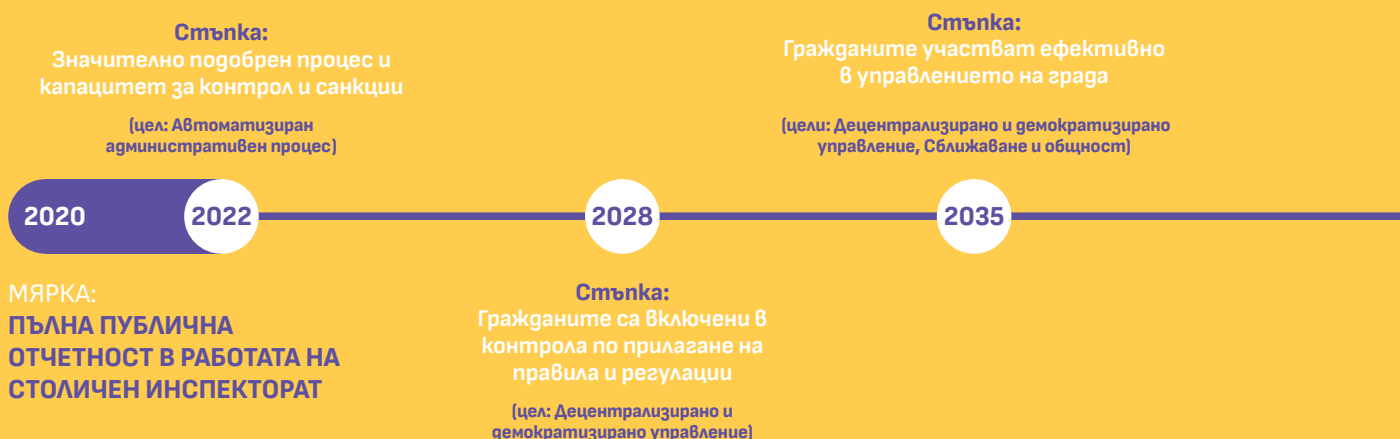 Стъпка:
Значително подобрен процес и
капацитет за контрол и санкции
(цел: Автоматизиран
административен процес)
Стъпка:
Гражданите участват ефективно
в управлението на града
(цели: Децентрализирано и демократизирано
управление, Сближаване и общност)
2020
2022
2028
2035
МЯРКА:
ПЪЛНА ПУБЛИЧНА
ОТЧЕТНОСТ В РАБОТАТА НА
СТОЛИЧЕН ИНСПЕКТОРАТ
Стъпка:
Гражданите са включени в
контрола по прилагане на
правила и регулации
(цел: Децентрализирано и
демократизирано управление)